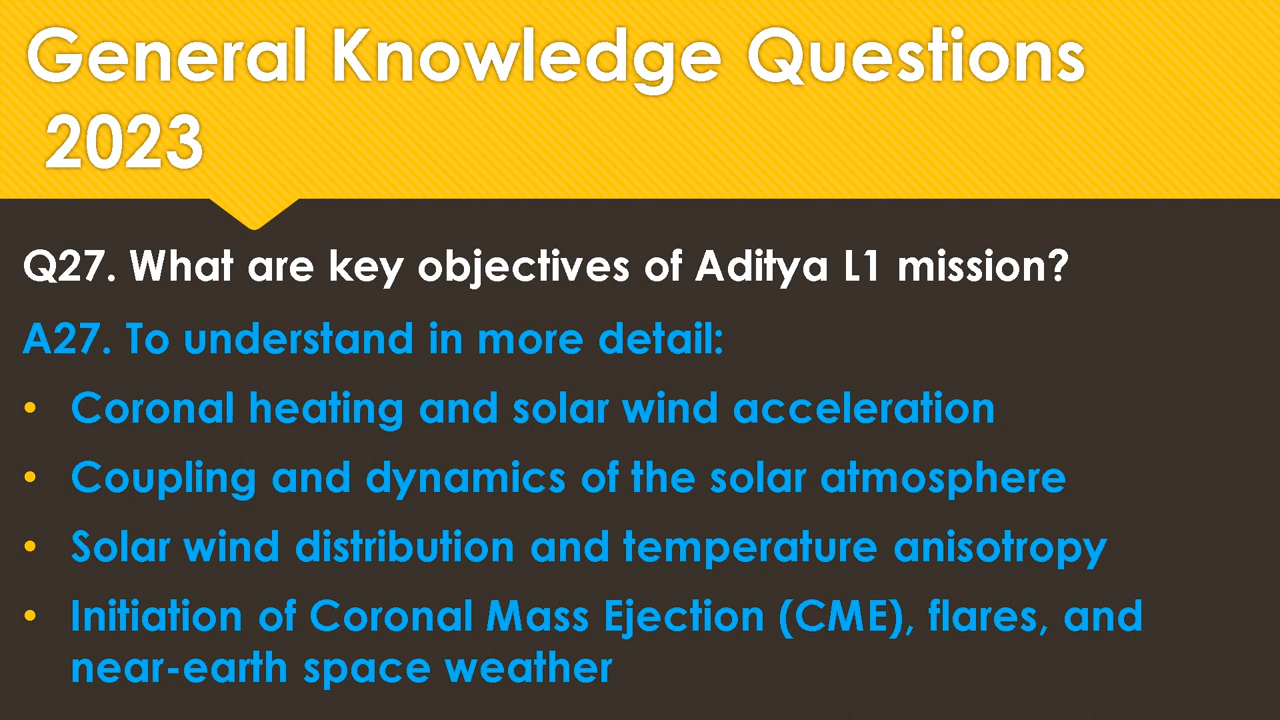 General Knowledge Questions
2023
Q27. What are key objectives of Aditya L1 mission?
A27. To understand in more detail:
• Coronal heating and solar wind acceleration
• Coupling and dynamics of the solar atmosphere
• Solar wind distribution and temperature anisotropy
• Initiation of Coronal Mass Ejection (CME), flares, and
near-earth space weather